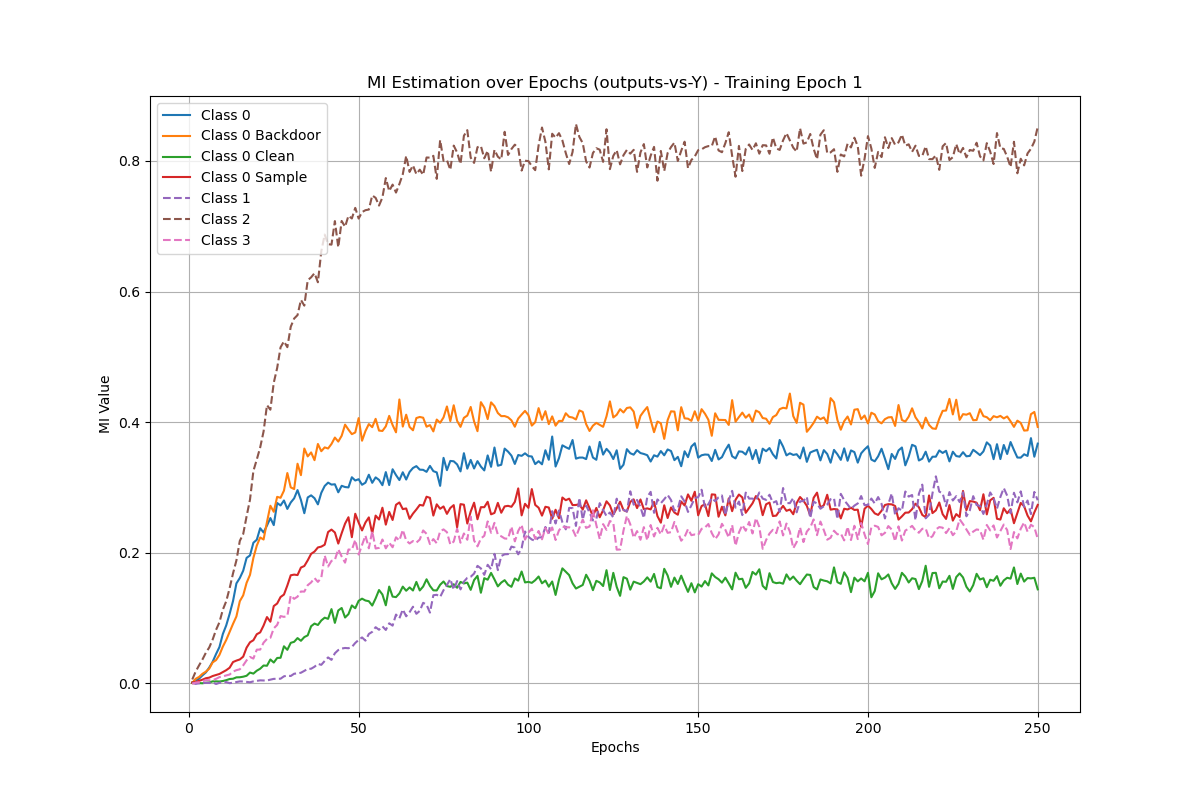 MI Estimation over Epochs (outputs-vs-Y) - Training Epoch 1
Class 0
Class 0 Backdoor
Class 0 Clean
Class 0 Sample
Class 1
Class 2
Class 3
MI Value
0.8
0.6
0.4
0.2
0.0
0 50 100 150 200 250
Epochs